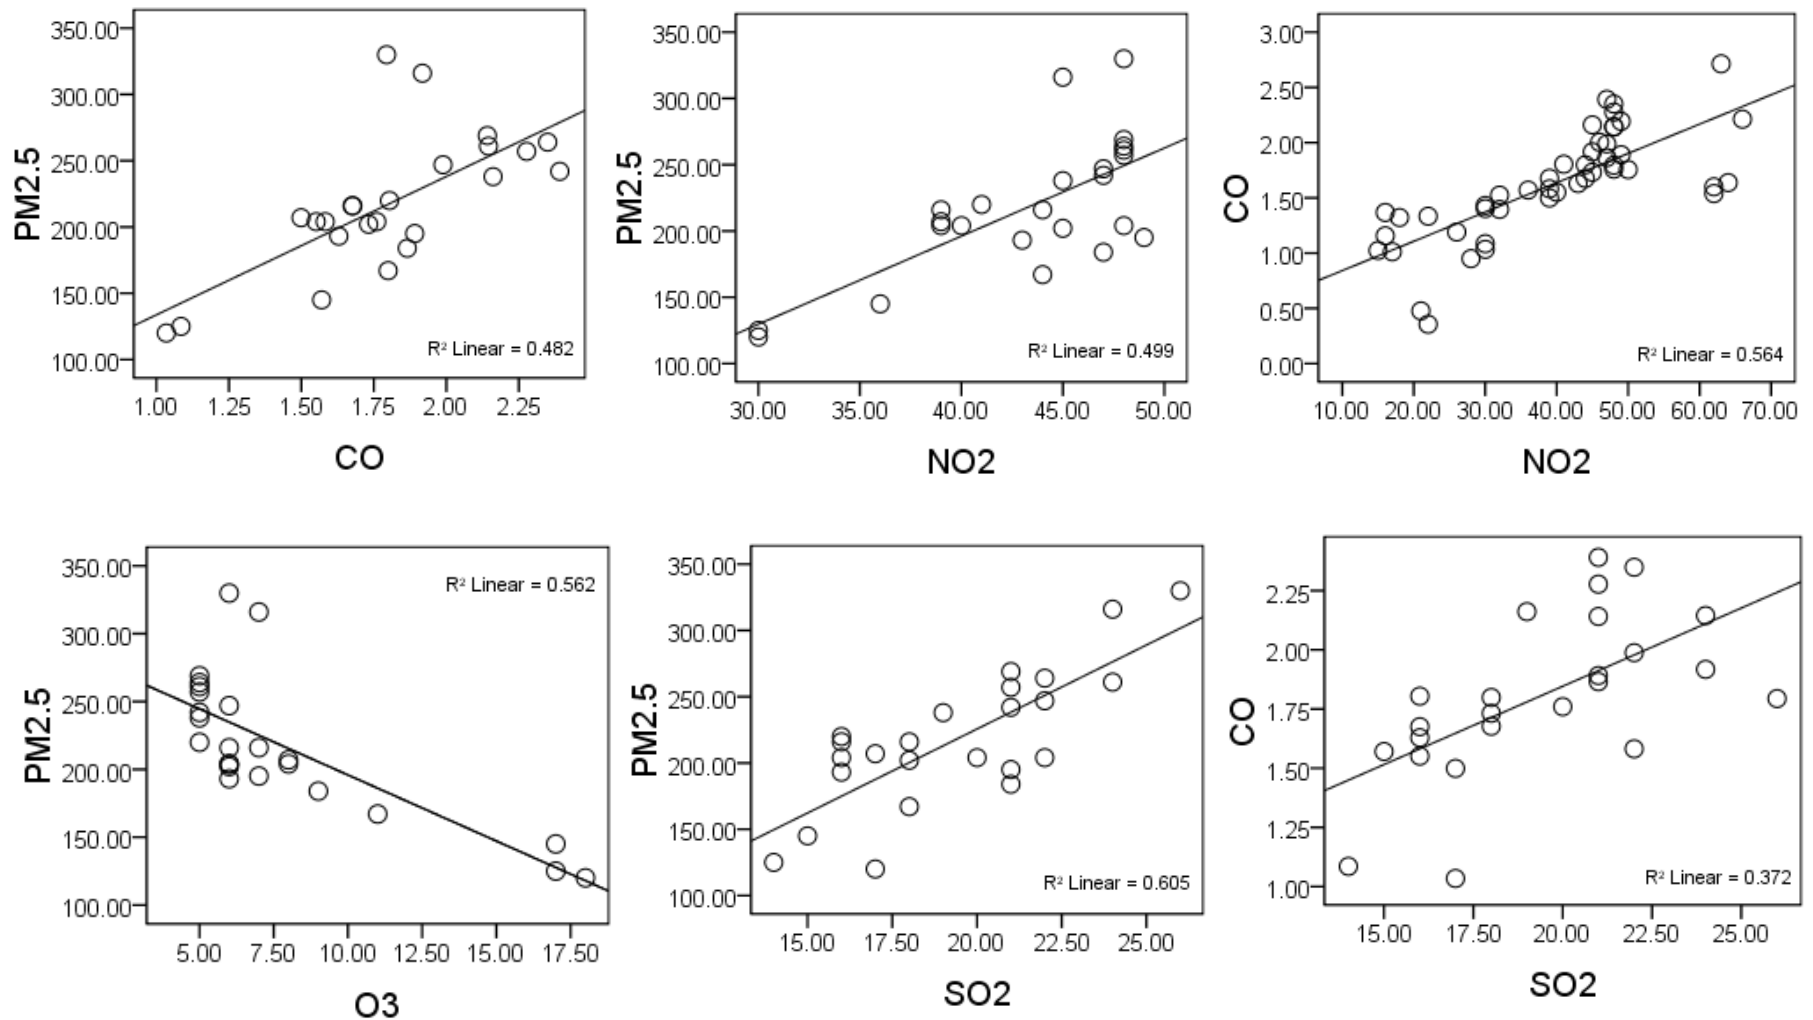 350.00
300.00
250.00
200.00
150.00
100.00
PM2.5
R² Linear = 0.482
1.00 1.25 1.50 1.75 2.00 2.25
CO
350.00
300.00
250.00
200.00
150.00
100.00
PM2.5
R² Linear = 0.499
30.00 35.00 40.00 45.00 50.00
NO2
3.00
2.50
2.00
1.50
1.00
0.50
0.00
CO
R² Linear = 0.564
10.00 20.00 30.00 40.00 50.00 60.00 70.00
NO2
350.00
300.00
250.00
200.00
150.00
100.00
PM2.5
R² Linear = 0.562
5.00 7.50 10.00 12.50 15.00 17.50
O3
350.00
300.00
250.00
200.00
150.00
100.00
PM2.5
R² Linear = 0.605
15.00 17.50 20.00 22.50 25.00
SO2
2.25
2.00
1.75
1.50
1.25
1.00
CO
R² Linear = 0.372
15.00 17.50 20.00 22.50 25.00
SO2